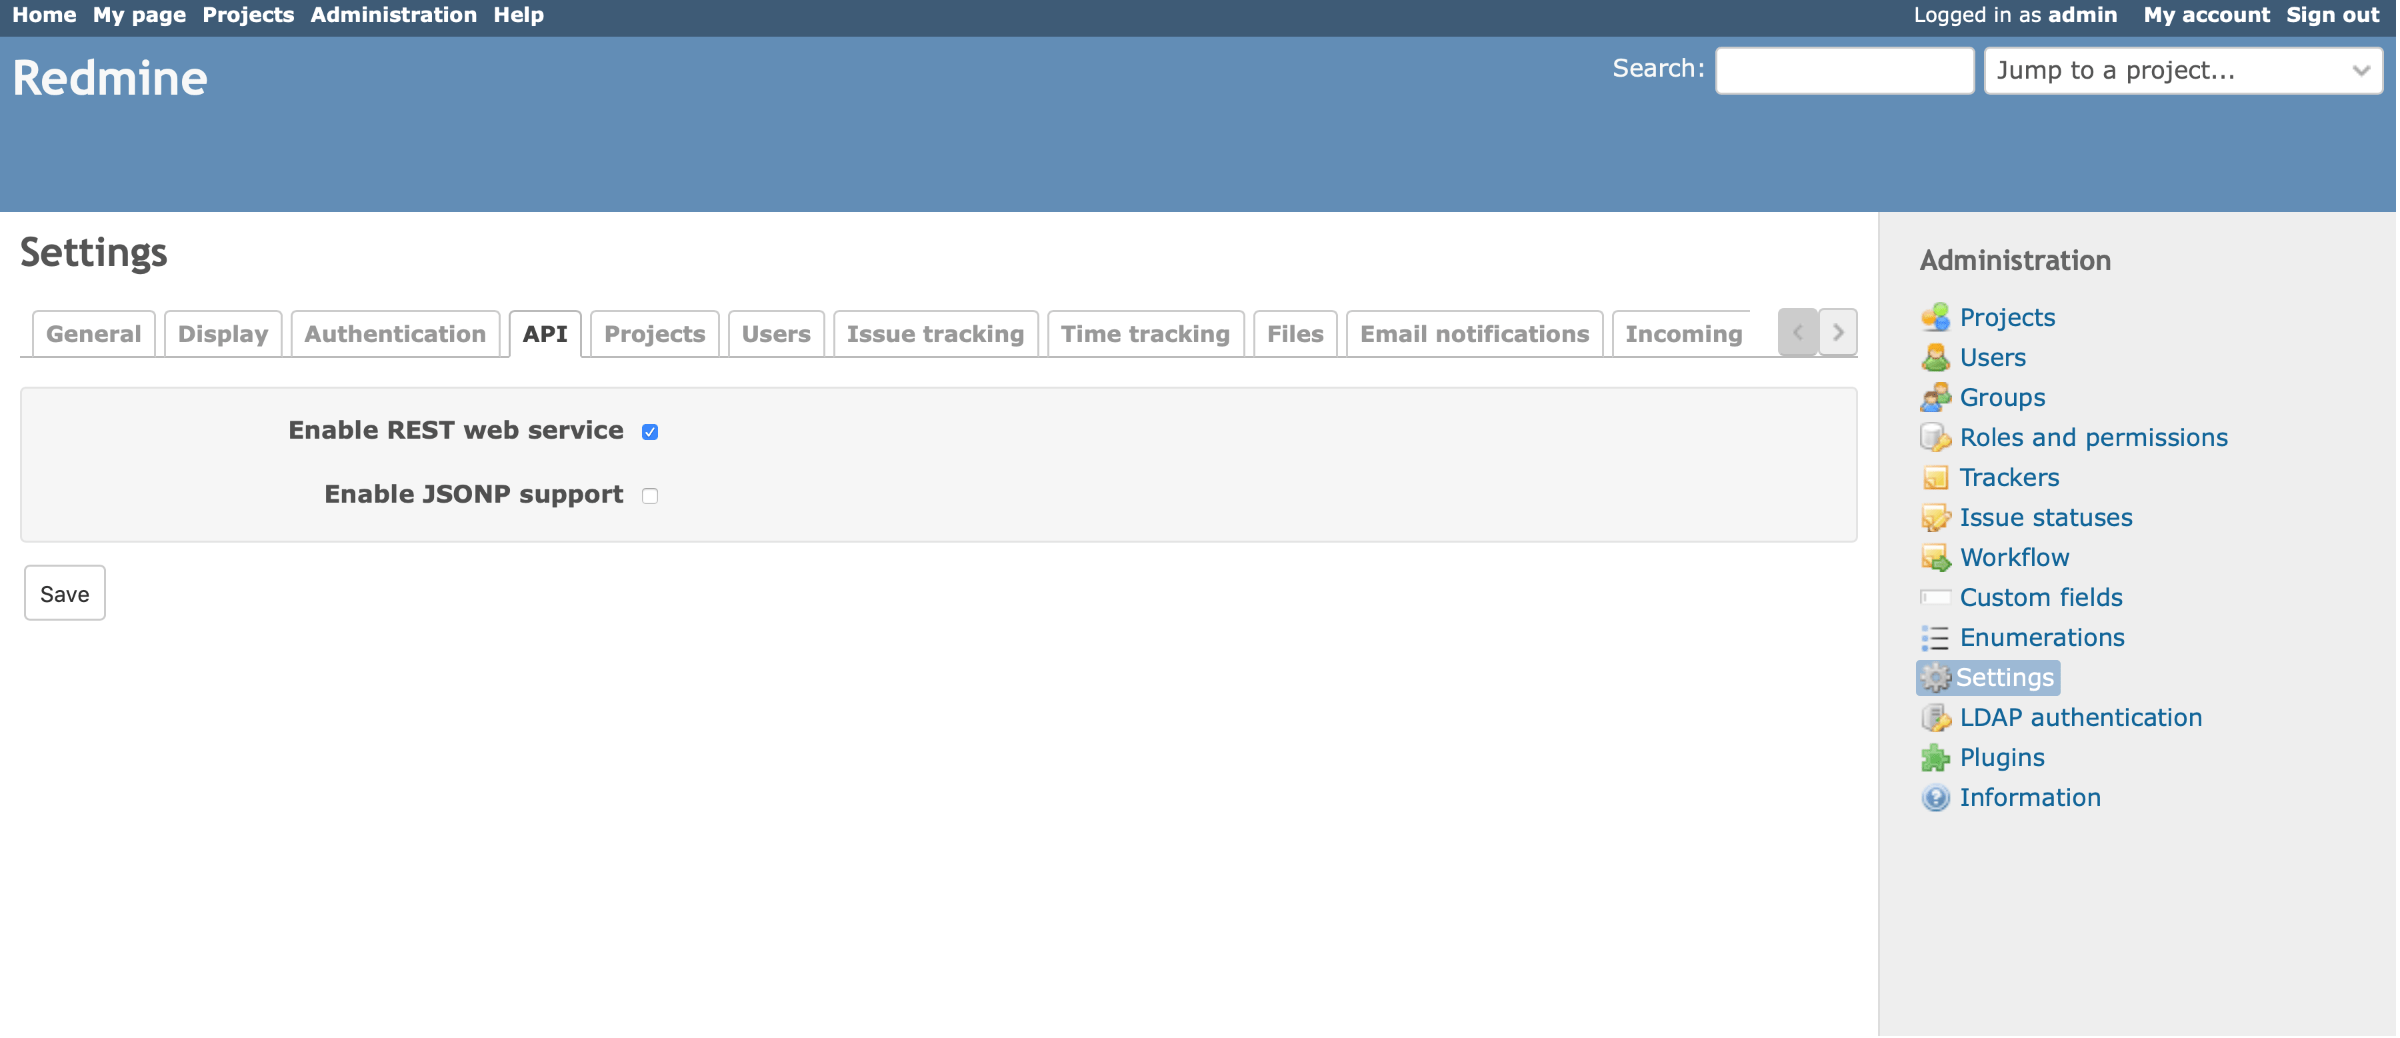 Home My page Projects Administration Help Logged in as admin My account Sign out
Redmine Search: Jump to a project...
Settings
General Display Authentication API Projects Users Issue tracking Time tracking Files Email notifications Incoming
Enable REST web service
Enable JSONP support
Save
Administration
Projects
Users
Groups
Roles and permissions
Trackers
Issue statuses
Workflow
Custom fields
Enumerations
Settings
LDAP authentication
Plugins
Information